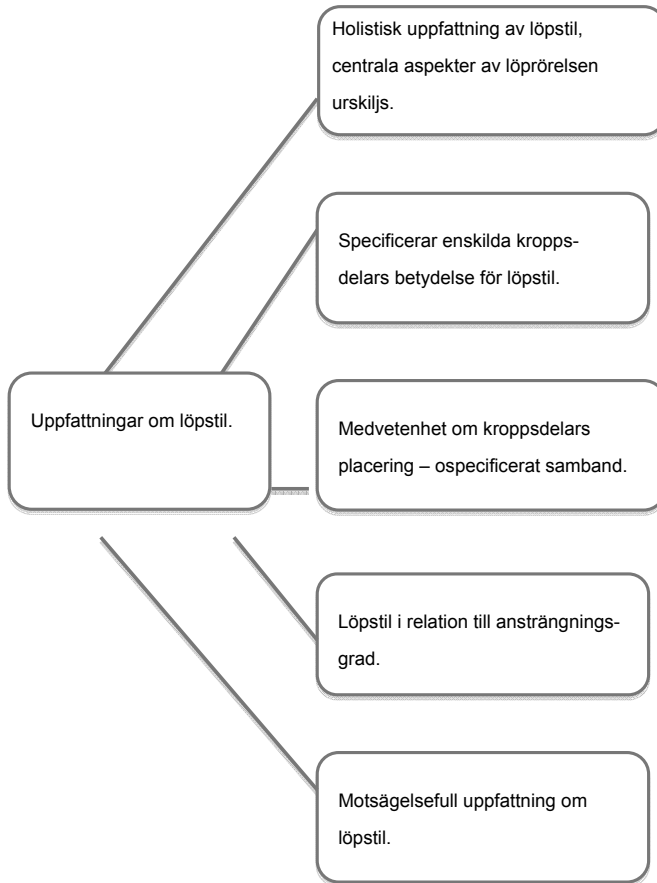 Holistisk uppfattning av löpstil,
centrala aspekter av löprörelsen
urskiljs.
Specificerar enskilda kropps-
delars betydelse för löpstil.
Uppfattningar om löpstil.
Medvetenhet om kroppsdelars
placering – ospecificerat samband.
Löpstil i relation till ansträngnings-
grad.
Motsägelsefull uppfattning om
löpstil.